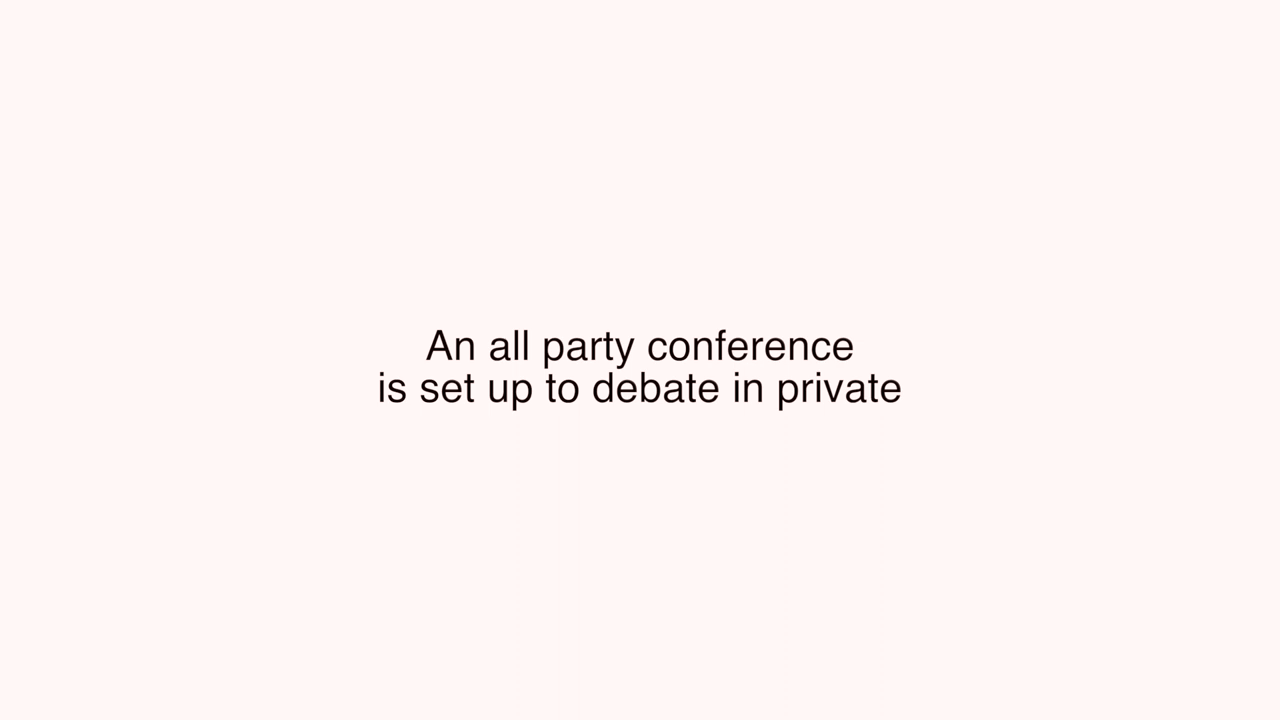 An all party conference
is set up to debate in private